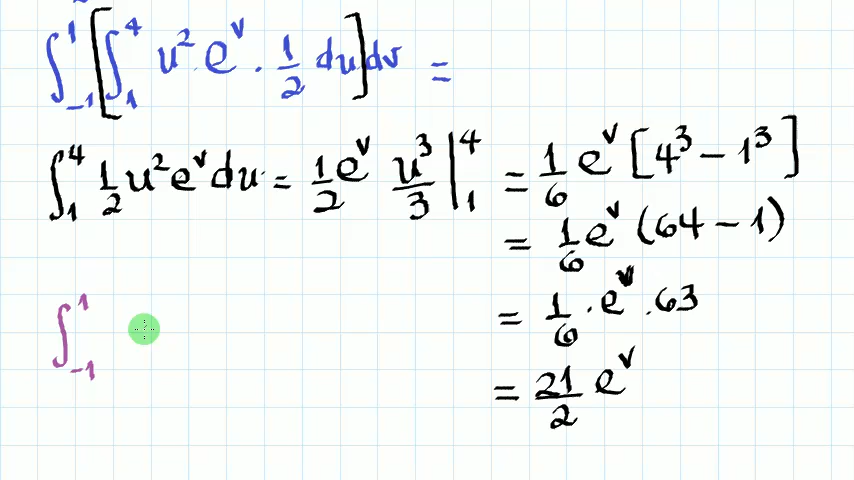 ∫_{-1}^{1} [ ∫_{1}^{4} u² . e^v . 1/2 du ] dv =
∫_{1}^{4} 1/2 u² e^v du = 1/2 e^v u³/3 |_{1}^{4} = 1/6 e^v [4³ - 1³]
= 1/6 e^v (64 - 1)
= 1/6 . e^v . 63
∫_{-1}^{1}
= 21/2 e^v